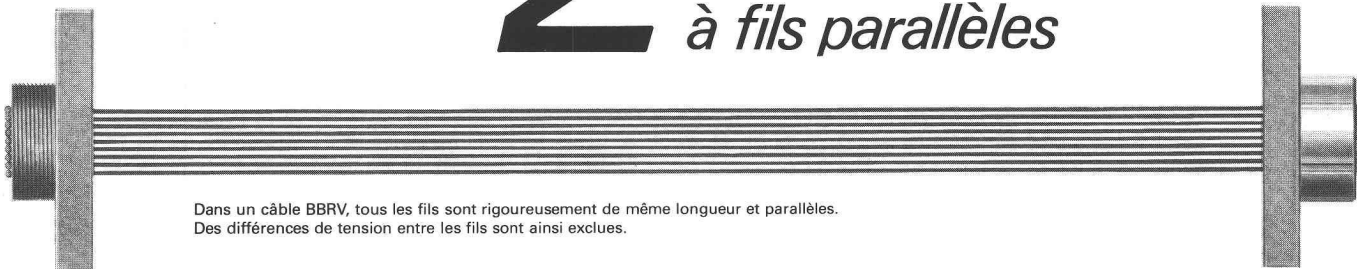 2 à fils parallèles
Dans un câble BBRV, tous les fils sont rigoureusement de même longueur et parallèles.
Des différences de tension entre les fils sont ainsi exclues.